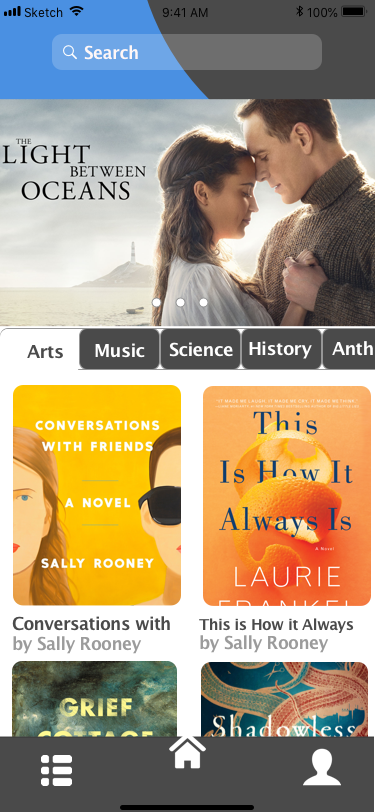 Sketch 9:41 AM 100%
Search
THE
LIGHT
BETWEEN
OCEANS
Arts Music Science History Anth
CONVERSATIONS
WITH FRIENDS
A NOVEL
SALLY ROONEY
This
Is How It
Always Is
A Novel
LAURIE
FRANKEL
Conversations with
by Sally Rooney
This is How it Always
by Sally Rooney
GRIEF
COTTAGE
Shadowless